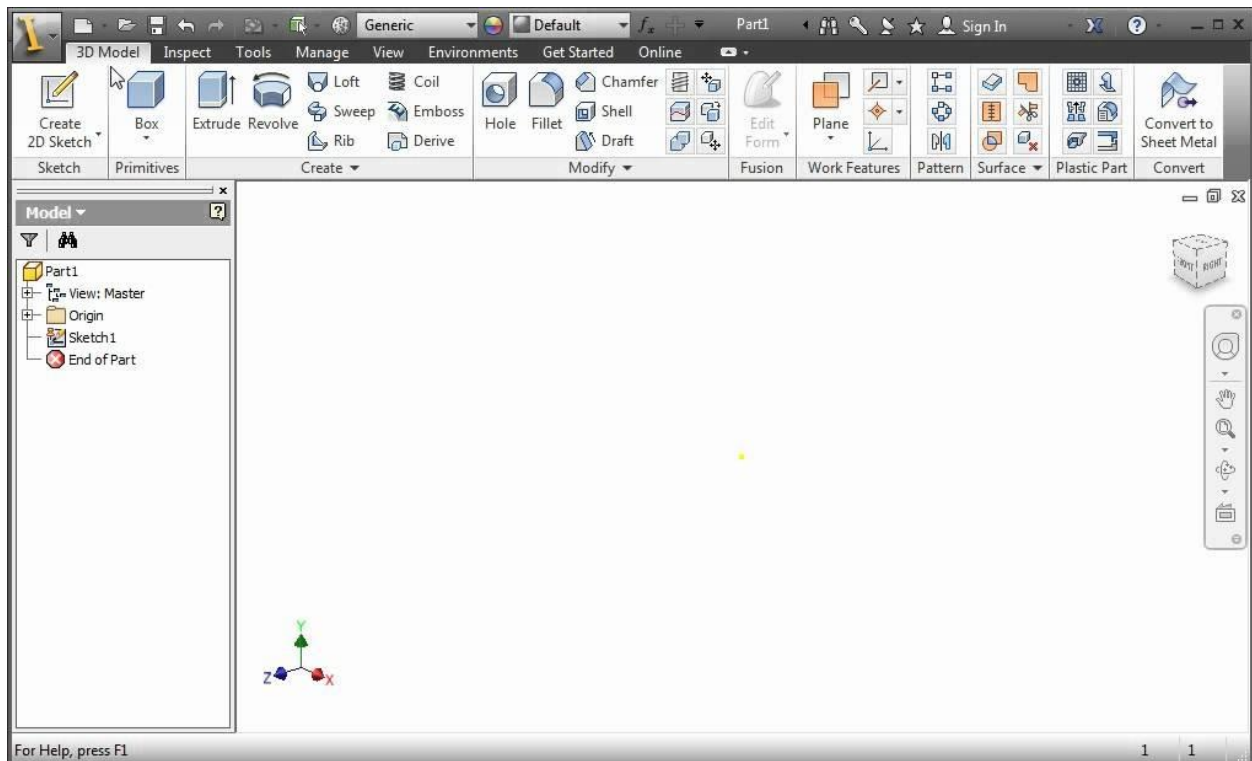 Generic Default Part1 Sign In
3D Model Inspect Tools Manage View Environments Get Started Online
Create 2D Sketch
Box
Extrude
Revolve
Loft
Sweep
Rib
Coil
Emboss
Derive
Hole
Fillet
Chamfer
Shell
Draft
Edit Form
Plane
Convert to Sheet Metal
Sketch Primitives Create Modify Fusion Work Features Pattern Surface Plastic Part Convert
Model
Part1
View: Master
Origin
Sketch1
End of Part
RIGHT
Y
Z
X
For Help, press F1
1 1